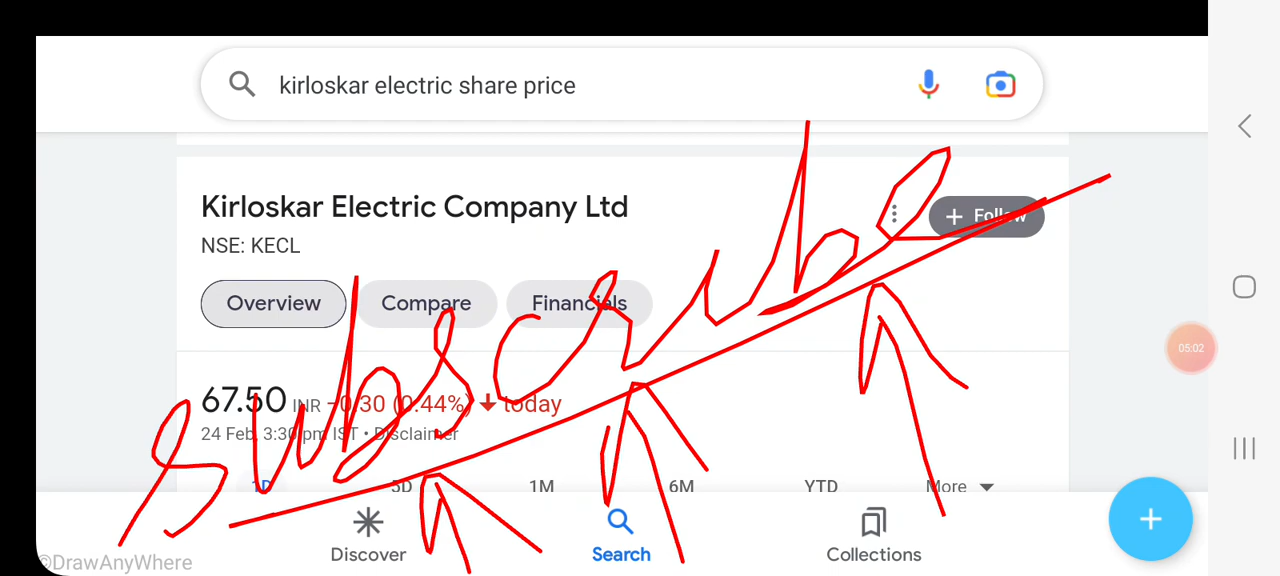 kirloskar electric share price
Kirloskar Electric Company Ltd
NSE: KECL
+ Follow
Overview Compare Financials
67.50 INR −0.30 (0.44%) today
24 Feb, 3:30 pm IST • Disclaimer
1D 5D 1M 6M YTD More
subscribe
05:02
Discover Search Collections
©DrawAnyWhere